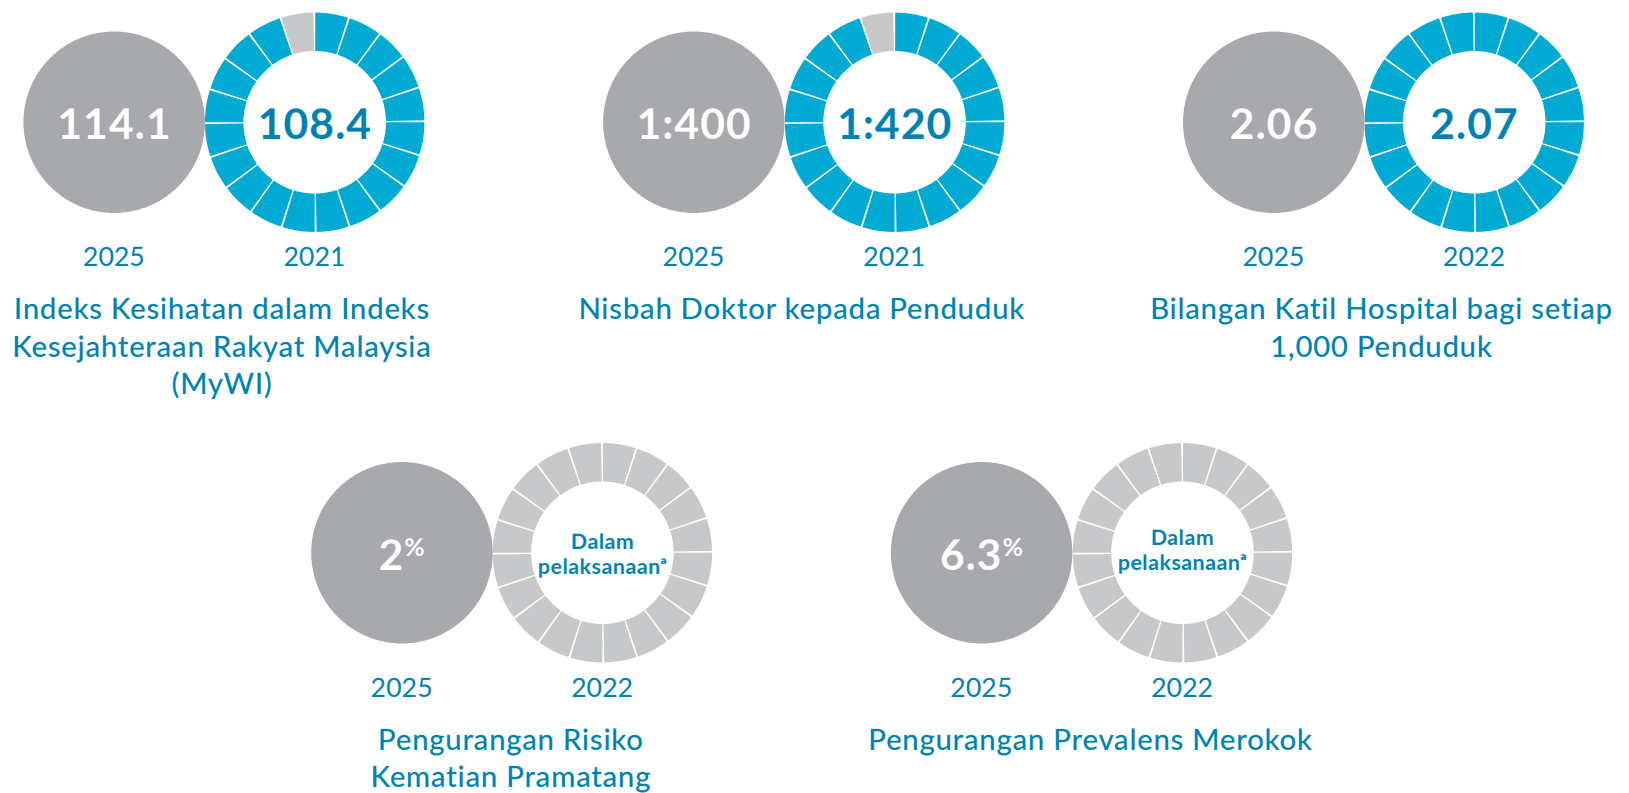 114.1
108.4
2025
2021
Indeks Kesihatan dalam Indeks
Kesejahteraan Rakyat Malaysia
(MyWI)
1:400
1:420
2025
2021
Nisbah Doktor kepada Penduduk
2.06
2.07
2025
2022
Bilangan Katil Hospital bagi setiap
1,000 Penduduk
2%
Dalam
pelaksanaanª
2025
2022
Pengurangan Risiko
Kematian Pramatang
6.3%
Dalam
pelaksanaanª
2025
2022
Pengurangan Prevalens Merokok